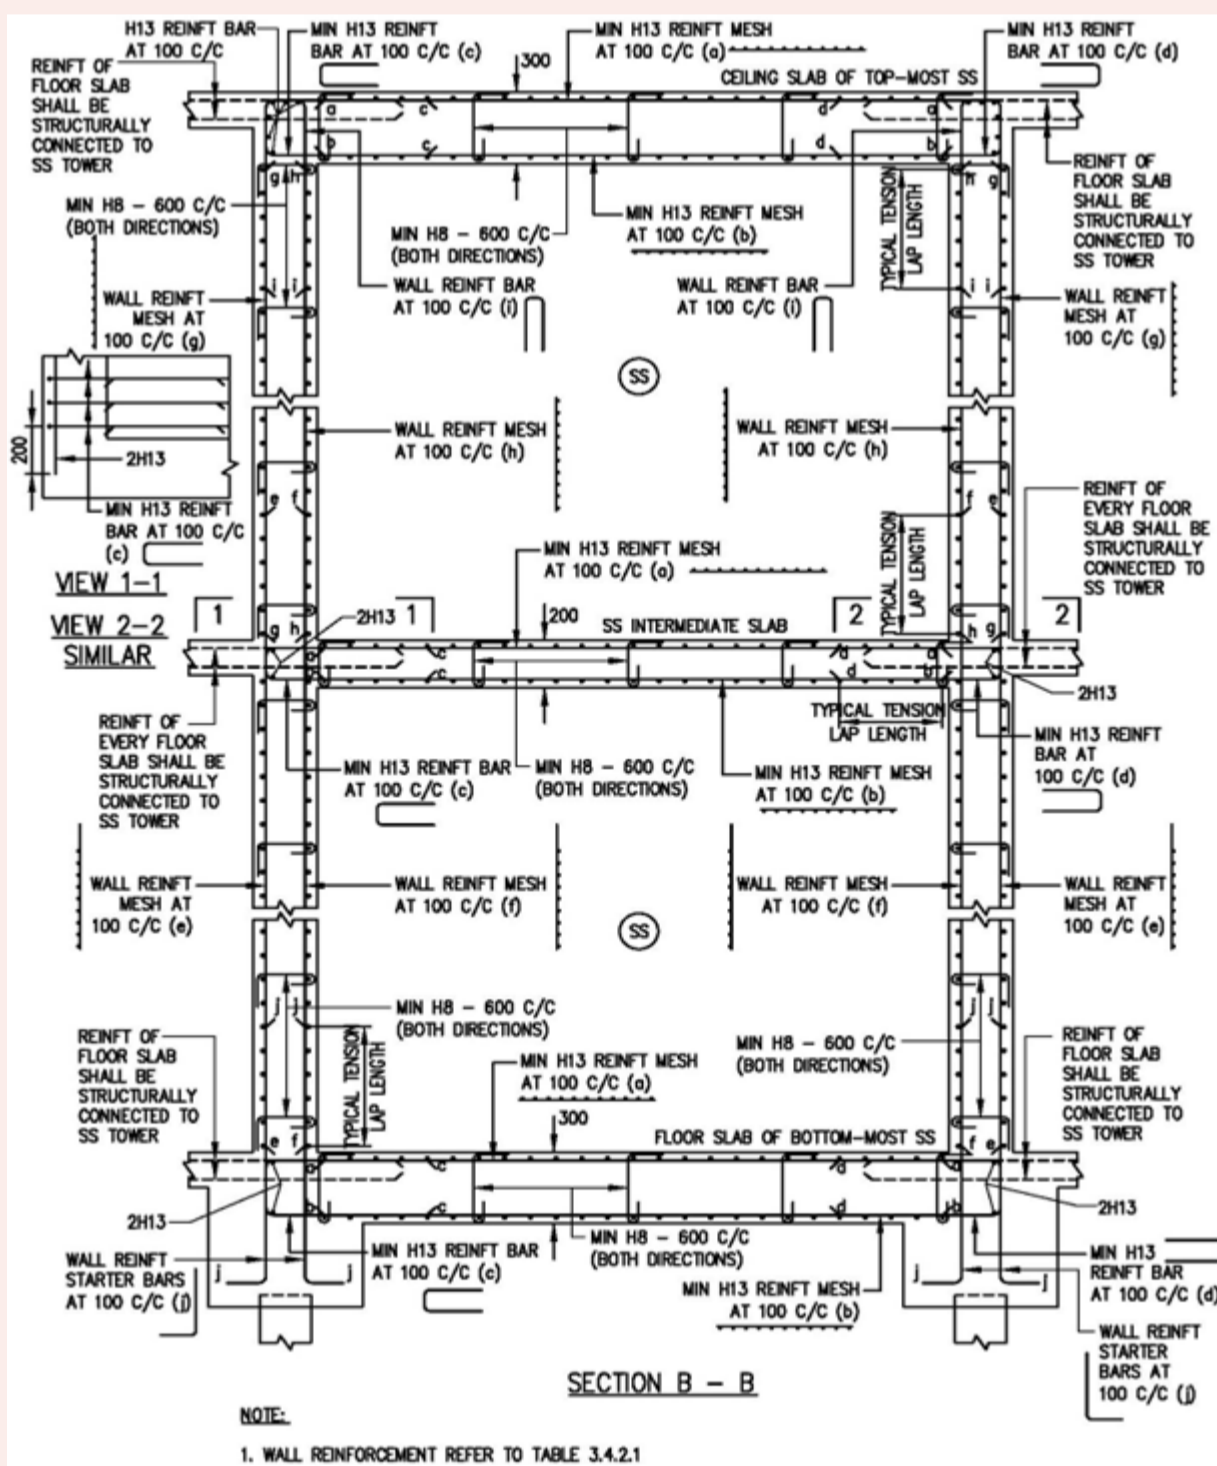 H13 REINFT BAR
AT 100 C/C
MIN H13 REINFT
BAR AT 100 C/C (c)
MIN H13 REINFT MESH
AT 100 C/C (a)
MIN H13 REINFT
BAR AT 100 C/C (d)
REINFT OF
FLOOR SLAB
SHALL BE
STRUCTURALLY
CONNECTED TO
SS TOWER
300
CEILING SLAB OF TOP-MOST SS
a
c
d
a
b
c
d
b
g h
h g
MIN H8 - 600 C/C
(BOTH DIRECTIONS)
MIN H8 - 600 C/C
(BOTH DIRECTIONS)
MIN H13 REINFT MESH
AT 100 C/C (b)
TYPICAL TENSION
LAP LENGTH
REINFT OF
FLOOR SLAB
SHALL BE
STRUCTURALLY
CONNECTED TO
SS TOWER
i i
i i
WALL REINFT
MESH AT
100 C/C (g)
WALL REINFT BAR
AT 100 C/C (i)
WALL REINFT BAR
AT 100 C/C (i)
WALL REINFT
MESH AT
100 C/C (g)
SS
200
2H13
MIN H13 REINFT
BAR AT 100 C/C
(c)
VIEW 1-1
VIEW 2-2
SIMILAR
WALL REINFT MESH
AT 100 C/C (h)
WALL REINFT MESH
AT 100 C/C (h)
e f
f e
REINFT OF
EVERY FLOOR
SLAB SHALL BE
STRUCTURALLY
CONNECTED TO
SS TOWER
MIN H13 REINFT MESH
AT 100 C/C (a)
TYPICAL TENSION
LAP LENGTH
1
2H13
1
200
SS INTERMEDIATE SLAB
2
2
g h
h g
c
d
a
c
d
b
2H13
TYPICAL TENSION
LAP LENGTH
REINFT OF
EVERY FLOOR
SLAB SHALL BE
STRUCTURALLY
CONNECTED TO
SS TOWER
MIN H13 REINFT BAR
AT 100 C/C (c)
MIN H8 - 600 C/C
(BOTH DIRECTIONS)
MIN H13 REINFT MESH
AT 100 C/C (b)
MIN H13 REINFT
BAR AT
100 C/C (d)
WALL REINFT
MESH AT
100 C/C (e)
WALL REINFT MESH
AT 100 C/C (f)
WALL REINFT MESH
AT 100 C/C (f)
WALL REINFT
MESH AT
100 C/C (e)
SS
j j
j j
MIN H8 - 600 C/C
(BOTH DIRECTIONS)
MIN H8 - 600 C/C
(BOTH DIRECTIONS)
REINFT OF
FLOOR SLAB
SHALL BE
STRUCTURALLY
CONNECTED TO
SS TOWER
TYPICAL TENSION
LAP LENGTH
MIN H13 REINFT MESH
AT 100 C/C (a)
REINFT OF
FLOOR SLAB
SHALL BE
STRUCTURALLY
CONNECTED TO
SS TOWER
300
FLOOR SLAB OF BOTTOM-MOST SS
e f
f e
c
d
c
d
b
2H13
2H13
MIN H13 REINFT BAR
AT 100 C/C (c)
MIN H8 - 600 C/C
(BOTH DIRECTIONS)
MIN H13
REINFT BAR
AT 100 C/C (d)
WALL REINFT
STARTER BARS
AT 100 C/C (j)
j
j
j
j
MIN H13 REINFT MESH
AT 100 C/C (b)
WALL REINFT
STARTER
BARS AT
100 C/C (j)
SECTION B - B
NOTE:
1. WALL REINFORCEMENT REFER TO TABLE 3.4.2.1